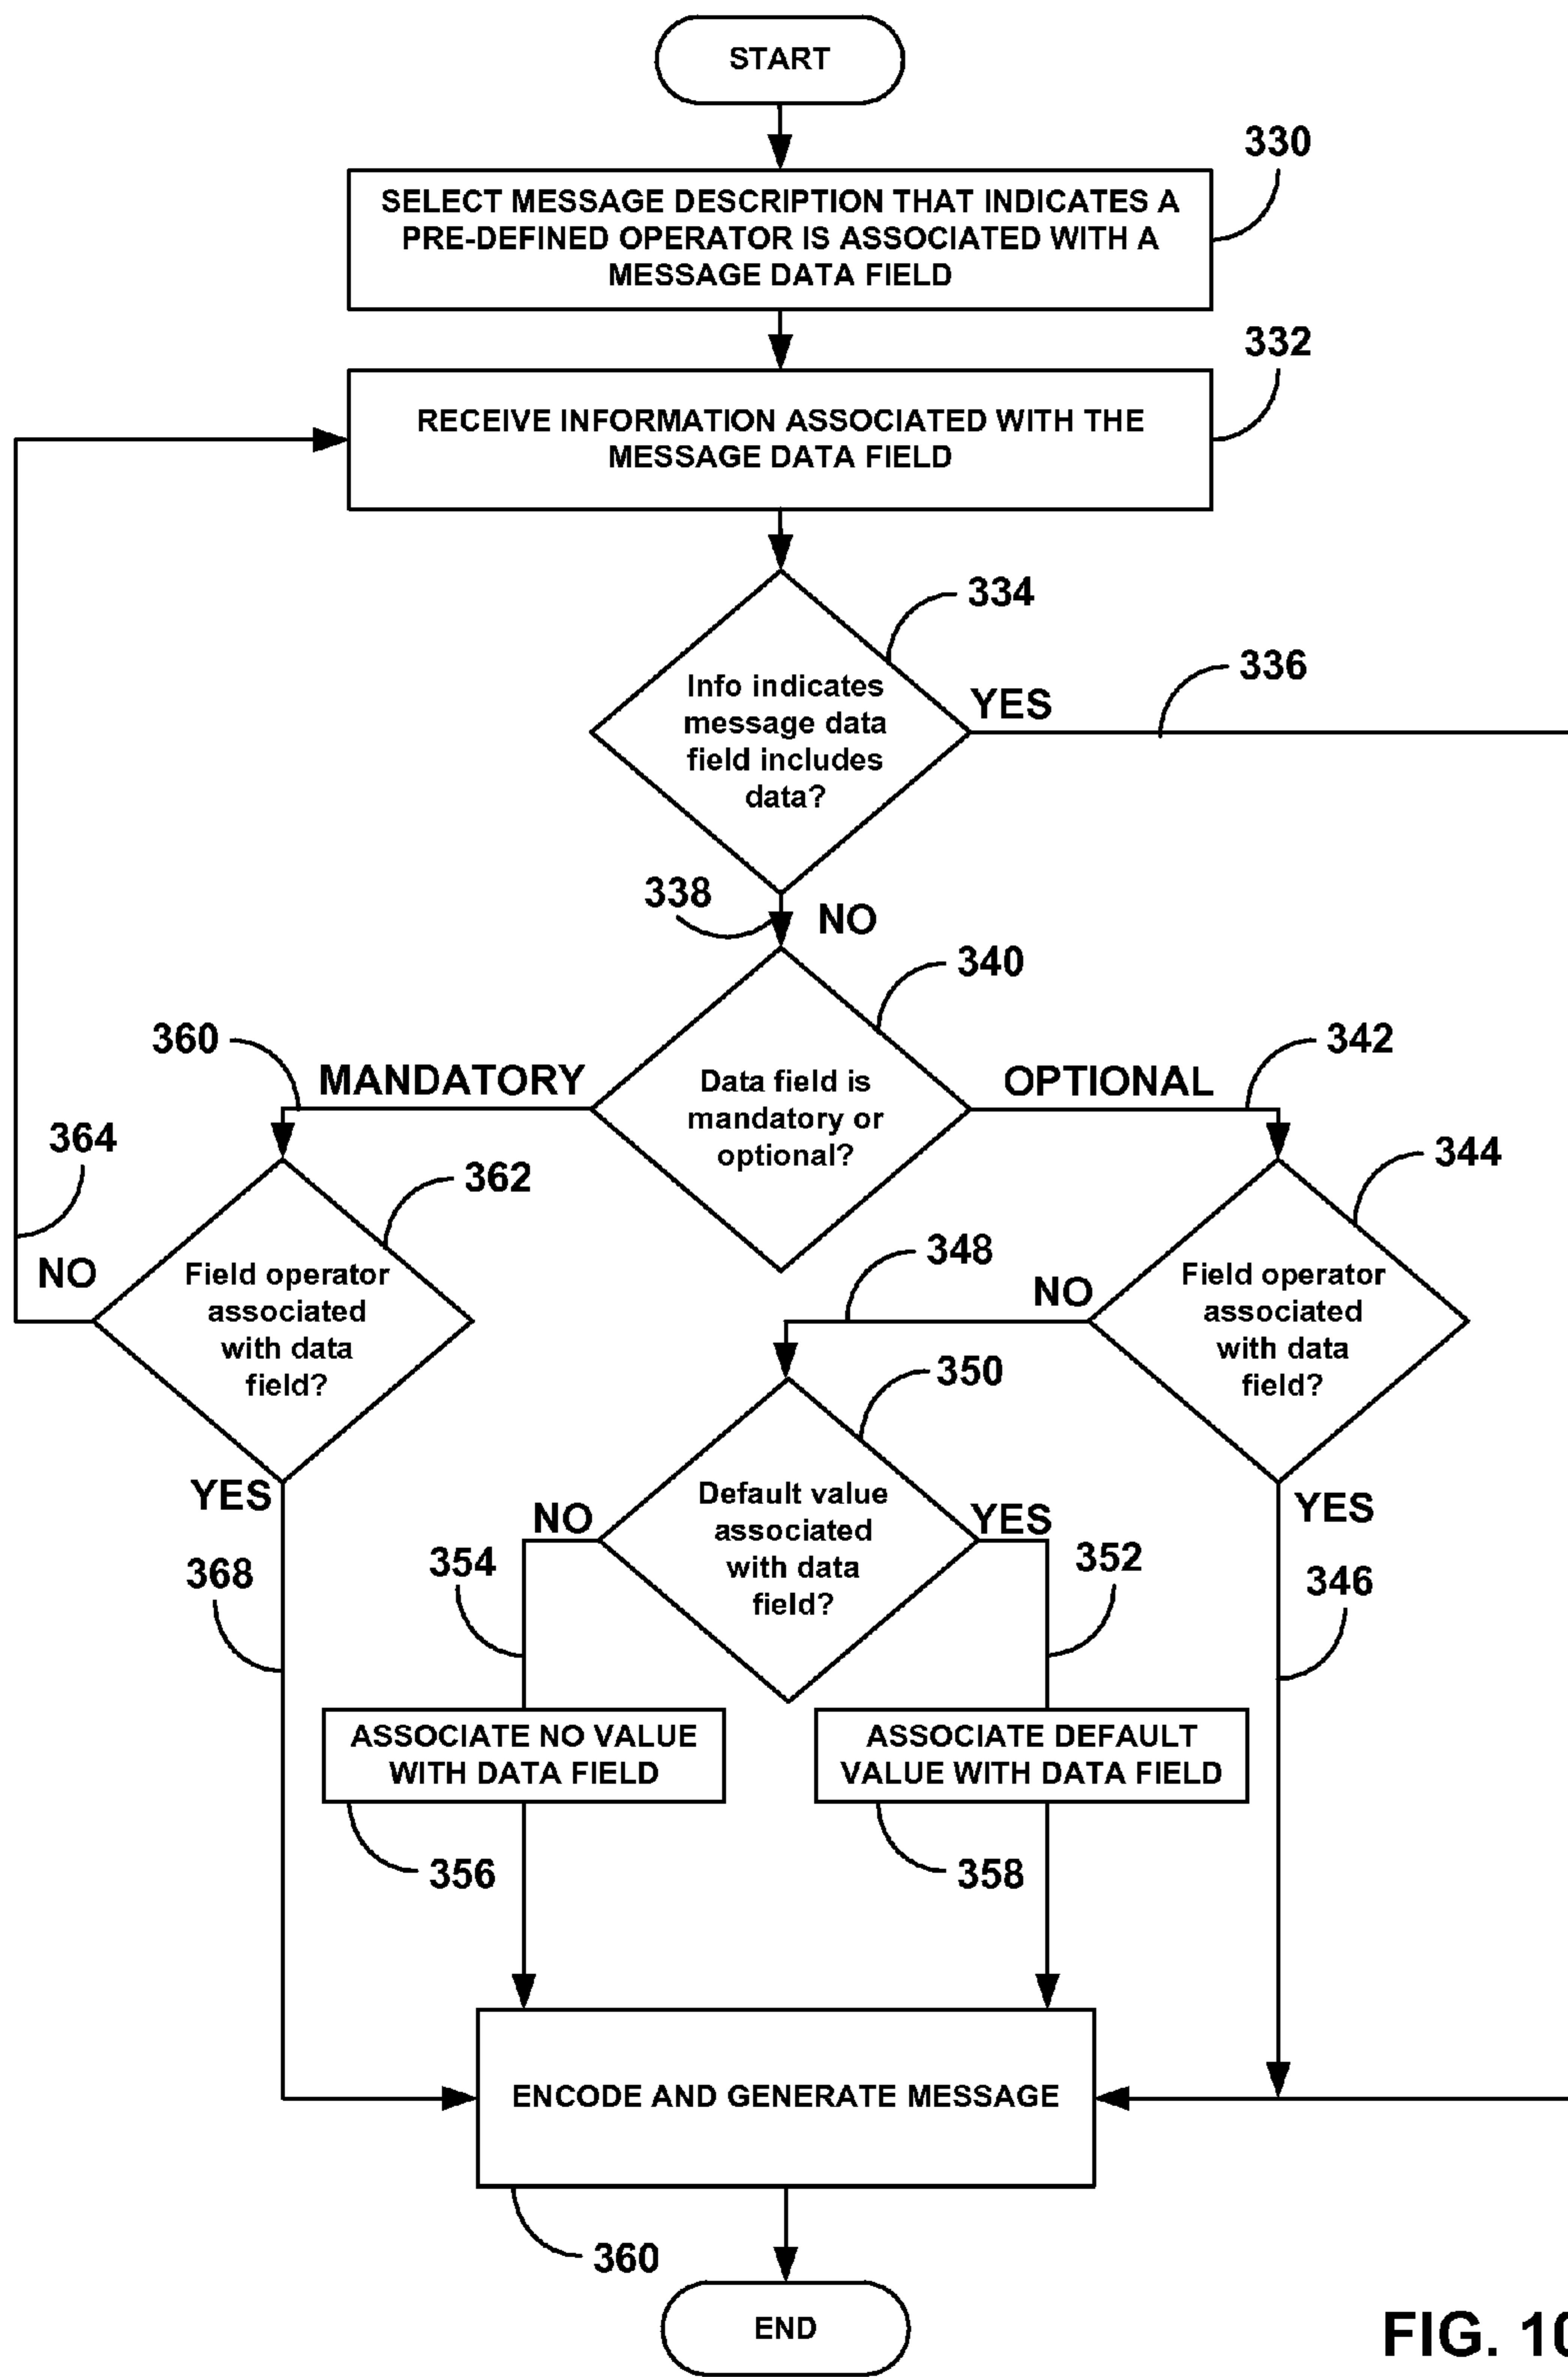 START
330
SELECT MESSAGE DESCRIPTION THAT INDICATES A
PRE-DEFINED OPERATOR IS ASSOCIATED WITH A
MESSAGE DATA FIELD
332
RECEIVE INFORMATION ASSOCIATED WITH THE
MESSAGE DATA FIELD
334
Info indicates
message data
field includes
data?
YES
336
338
NO
340
360
MANDATORY
Data field is
mandatory or
optional?
OPTIONAL
342
364
362
344
NO
Field operator
associated
with data
field?
YES
348
NO
Field operator
associated
with data
field?
YES
350
Default value
associated
with data
field?
NO
YES
368
354
352
346
ASSOCIATE NO VALUE
WITH DATA FIELD
ASSOCIATE DEFAULT
VALUE WITH DATA FIELD
356
358
ENCODE AND GENERATE MESSAGE
360
END
FIG. 10